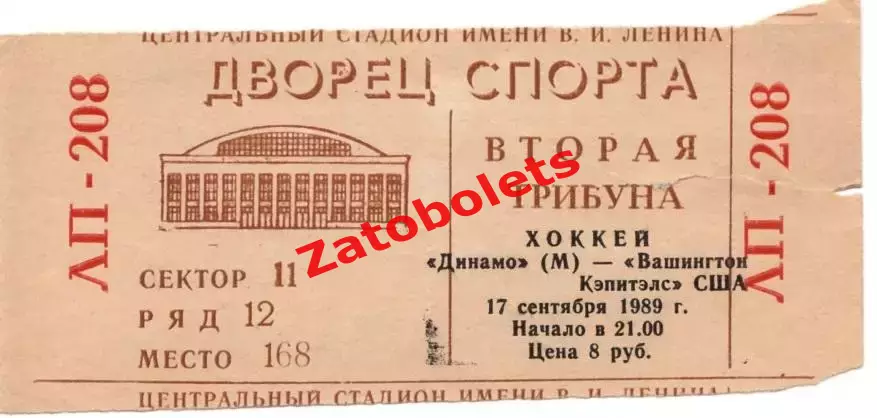 ЦЕНТРАЛЬНЫЙ СТАДИОН ИМЕНИ В. И. ЛЕНИНА
ДВОРЕЦ СПОРТА
ЛП - 208
ВТОРАЯ
ТРИБУНА
ХОККЕЙ
«Динамо» (М) — «Вашингтон
Кэпитэлс» США
17 сентября 1989 г.
Начало в 21.00
Цена 8 руб.
СЕКТОР 11
РЯД 12
МЕСТО 168
ЛП - 208
ЦЕНТРАЛЬНЫЙ СТАДИОН ИМЕНИ В. И. ЛЕНИНА
Zatobolets